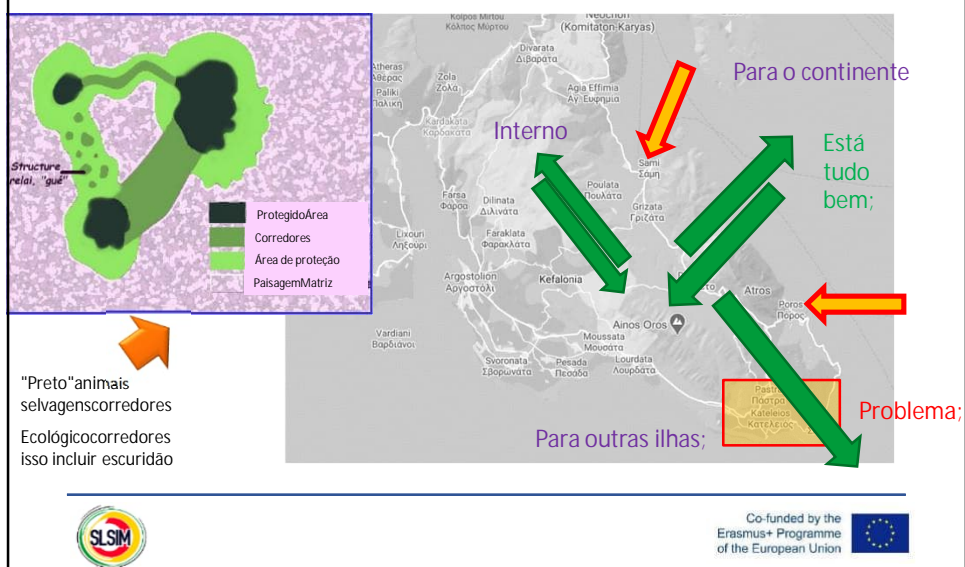 Structure
relai, "gué"
ProtegidoÁrea
Corredores
Área de proteção
PaisagemMatriz
"Preto"animais
selvagenscorredores
Ecológicocorredores
isso incluir escuridão
Kolpos Mirtou
Κόλπος Μύρτου
Neochori
(Komitaton-Karyas)
Divarata
Διβαράτα
Zola
Ζόλα
Paliki
Παλική
Agia Effimia
Αγ. Ευφημία
Kardakata
Καρδακάτα
Interno
Para o continente
Está
tudo
bem;
Sami
Σάμη
Poulata
Πουλάτα
Farsa
Φάρσα
Dilinata
Διλινάτα
Grizata
Γριζάτα
Lixouri
Ληξούρι
Faraklata
Φαρακλάτα
Argostolion
Αργοστόλι
Kefalonia
Atros
Poros
Πόρος
Ainos Oros
Vardiani
Βαρδιάνοι
Moussata
Μουσάτα
Svoronata
Σβορωνάτα
Pesada
Πεσάδα
Lourdata
Λουρδάτα
Pastra
Πάστρα
Kateleios
Κατελειός
Problema;
Para outras ilhas;
SLSIM
Co-funded by the
Erasmus+ Programme
of the European Union